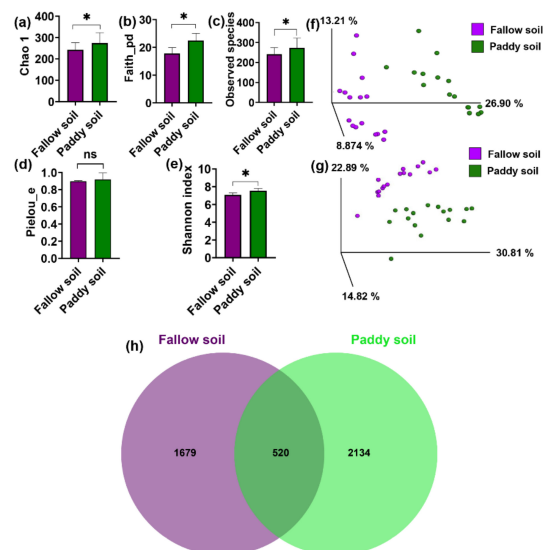 (a)
Chao 1
400
300
200
100
0
*
Fallow soil
Paddy soil
(b)
Faith_pd
30
20
10
0
*
Fallow soil
Paddy soil
(c)
Observed species
400
300
200
100
0
*
Fallow soil
Paddy soil
(d)
Pielou_e
1.0
0.8
0.6
0.4
0.2
0.0
ns
Fallow soil
Paddy soil
(e)
Shannon index
10
8
6
4
2
0
*
Fallow soil
Paddy soil
(f)
13.21 %
Fallow soil
Paddy soil
26.90 %
8.874 %
(g)
22.89 %
Fallow soil
Paddy soil
30.81 %
14.82 %
(h)
Fallow soil
Paddy soil
1679
520
2134